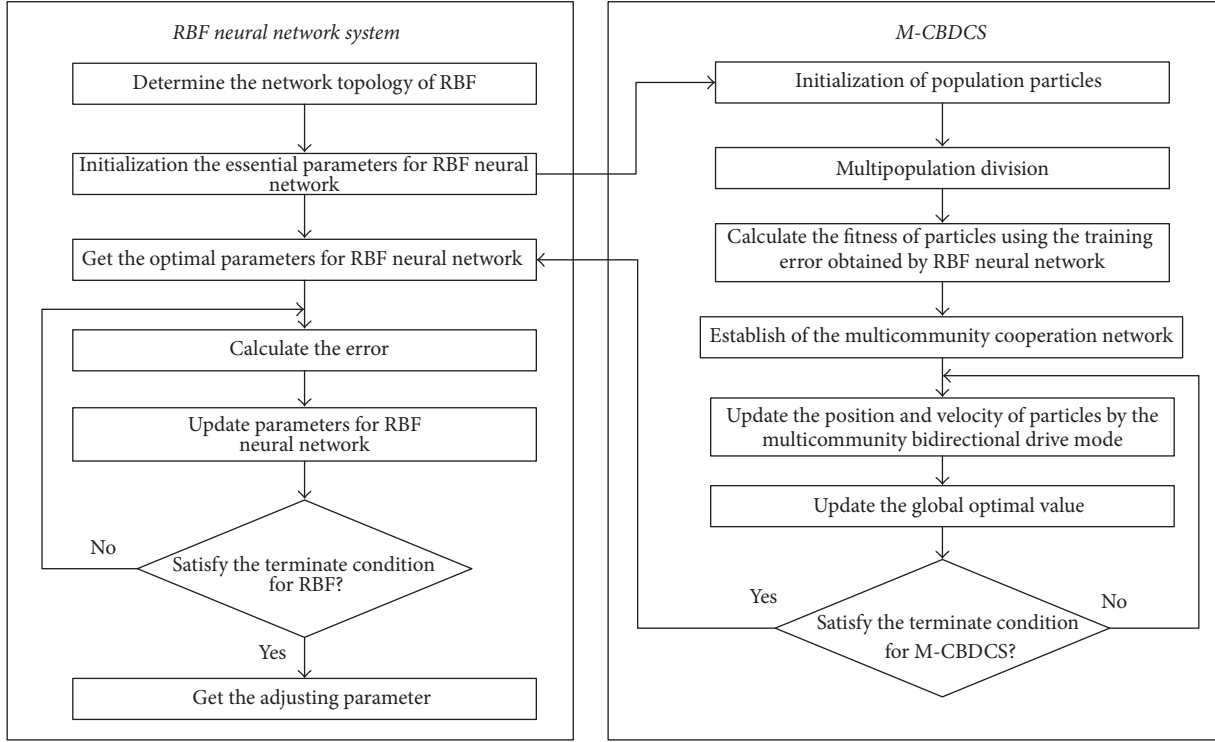 RBF neural network system
Determine the network topology of RBF
Initialization the essential parameters for RBF neural
network
Get the optimal parameters for RBF neural network
Calculate the error
Update parameters for RBF
neural network
No
Satisfy the terminate condition
for RBF?
Yes
Get the adjusting parameter
M-CBDCS
Initialization of population particles
Multipopulation division
Calculate the fitness of particles using the training
error obtained by RBF neural network
Establish of the multicommunity cooperation network
Update the position and velocity of particles by the
multicommunity bidirectional drive mode
Update the global optimal value
Yes
No
Satisfy the terminate condition
for M-CBDCS?